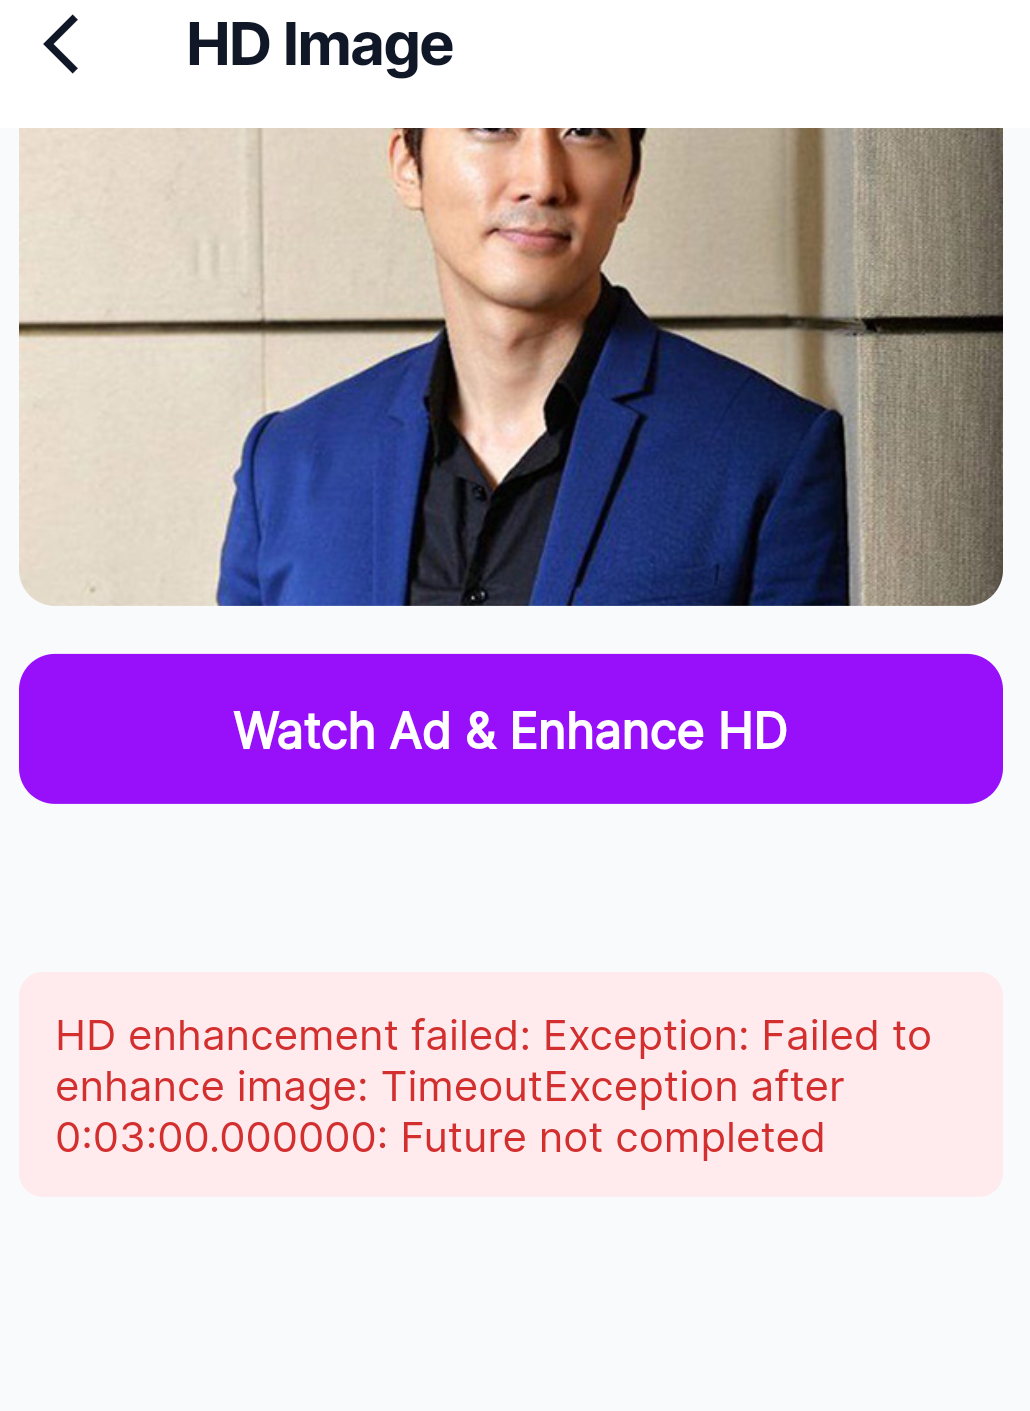 HD Image
Watch Ad & Enhance HD
HD enhancement failed: Exception: Failed to
enhance image: TimeoutException after
0:03:00.000000: Future not completed